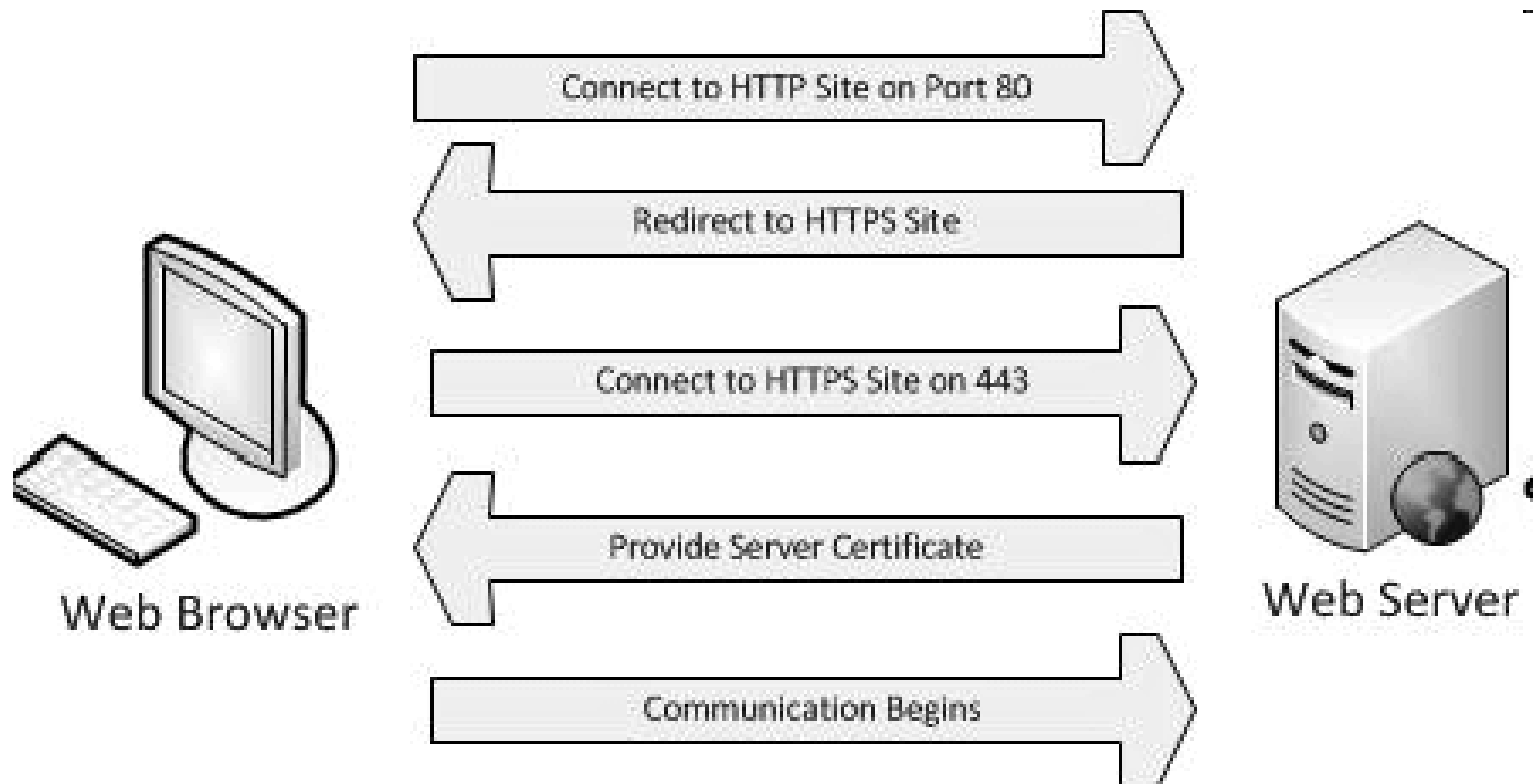 Connect to HTTP Site on Port 80
Redirect to HTTPS Site
Connect to HTTPS Site on 443
Provide Server Certificate
Communication Begins
Web Browser
Web Server